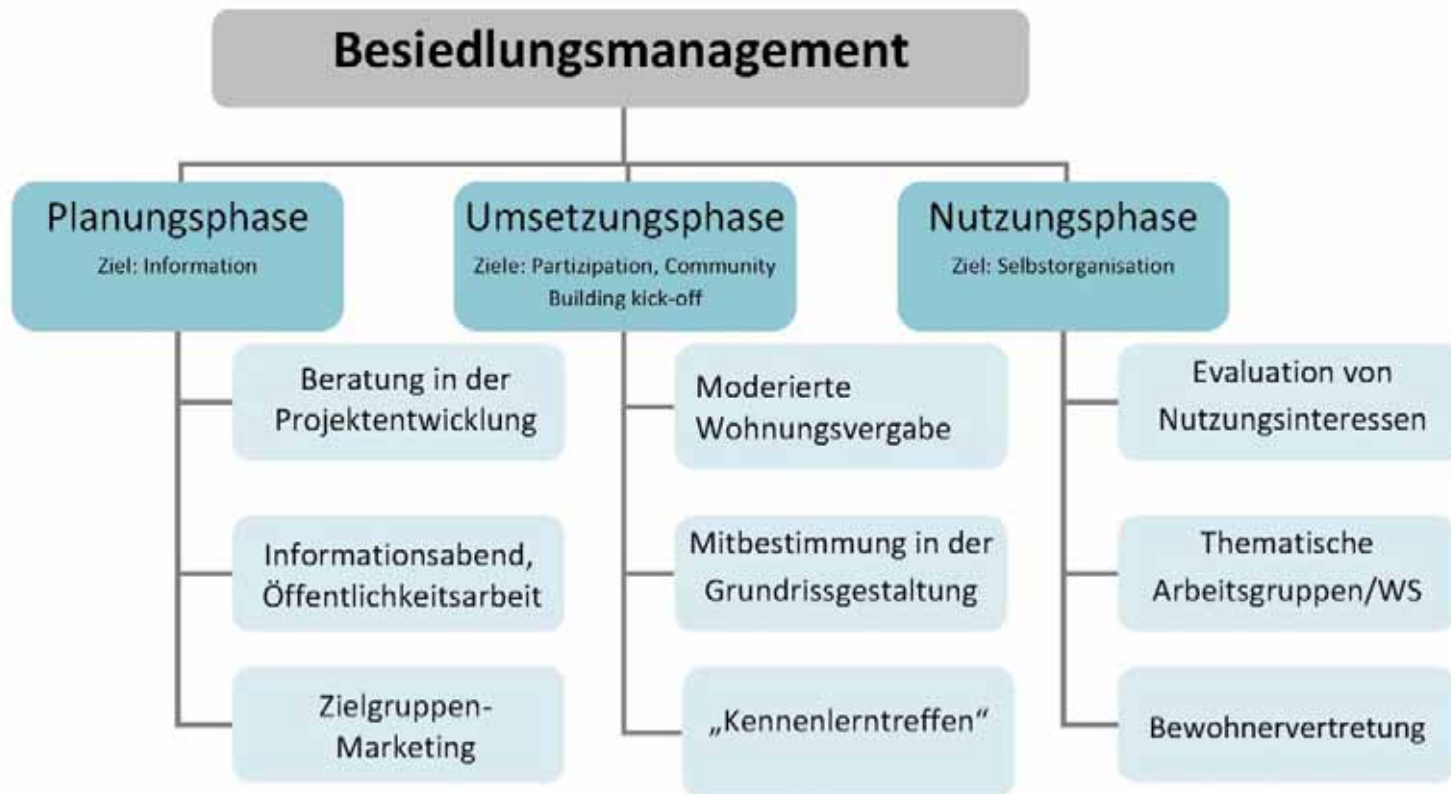 Besiedlungsmanagement
Planungsphase
Ziel: Information
Beratung in der
Projektentwicklung
Informationsabend,
Öffentlichkeitsarbeit
Zielgruppen-
Marketing
Umsetzungsphase
Ziele: Partizipation, Community
Building kick-off
Moderierte
Wohnungsvergabe
Mitbestimmung in der
Grundrissgestaltung
„Kennenlerntreffen“
Nutzungsphase
Ziel: Selbstorganisation
Evaluation von
Nutzungsinteressen
Thematische
Arbeitsgruppen/WS
Bewohnervertretung